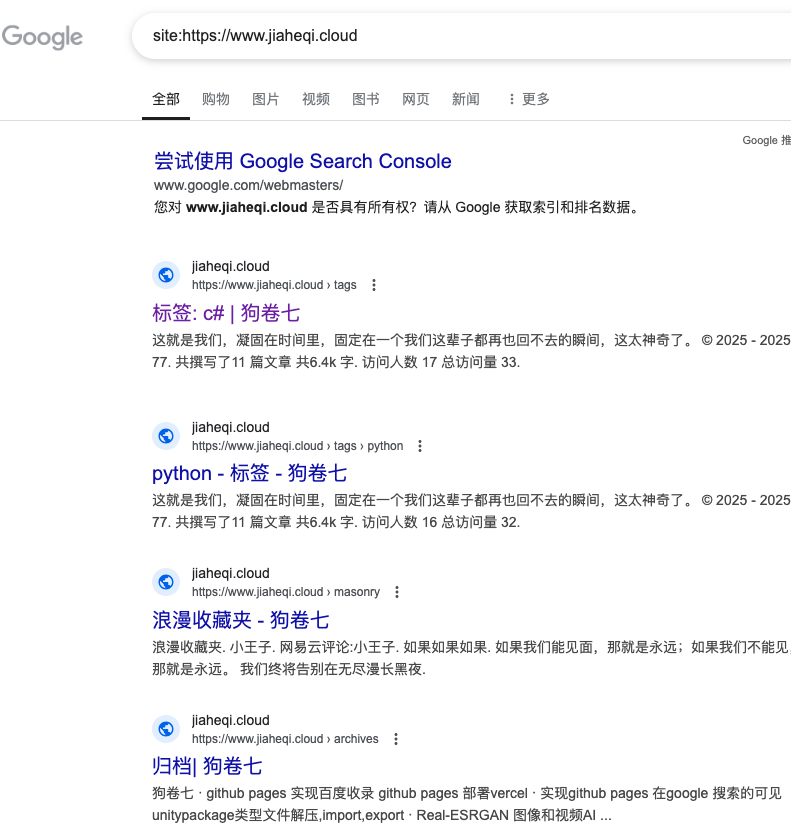 Google
site:https://www.jiaheqi.cloud
全部 购物 图片 视频 图书 网页 新闻 更多
Google 推
尝试使用 Google Search Console
www.google.com/webmasters/
您对 www.jiaheqi.cloud 是否具有所有权？请从 Google 获取索引和排名数据。
jiaheqi.cloud
https://www.jiaheqi.cloud › tags
标签: c# | 狗卷七
这就是我们，凝固在时间里，固定在一个我们这辈子都再也回不去的瞬间，这太神奇了。 © 2025 - 2025
77. 共撰写了11 篇文章 共6.4k 字. 访问人数 17 总访问量 33.
jiaheqi.cloud
https://www.jiaheqi.cloud › tags › python
python - 标签 - 狗卷七
这就是我们，凝固在时间里，固定在一个我们这辈子都再也回不去的瞬间，这太神奇了。 © 2025 - 2025
77. 共撰写了11 篇文章 共6.4k 字. 访问人数 16 总访问量 32.
jiaheqi.cloud
https://www.jiaheqi.cloud › masonry
浪漫收藏夹 - 狗卷七
浪漫收藏夹. 小王子. 网易云评论:小王子. 如果如果如果. 如果我们能见面，那就是永远；如果我们不能见，
那就是永远。 我们终将告别在无尽漫长黑夜.
jiaheqi.cloud
https://www.jiaheqi.cloud › archives
归档| 狗卷七
狗卷七 · github pages 实现百度收录 github pages 部署vercel · 实现github pages 在google 搜索的可见
unitypackage类型文件解压,import,export · Real-ESRGAN 图像和视频AI ...